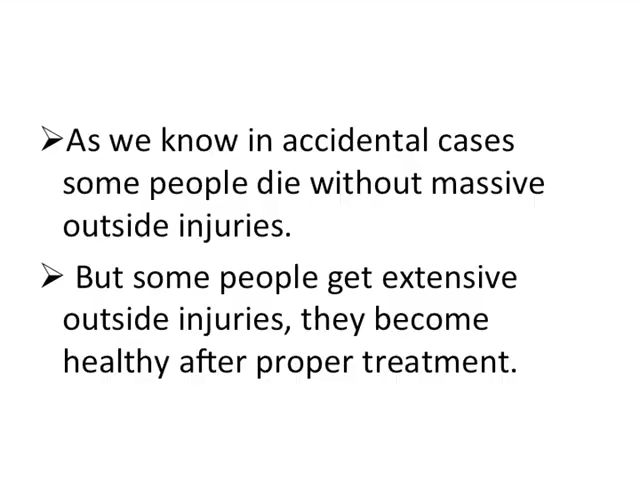 ➢As we know in accidental cases
some people die without massive
outside injuries.
➢ But some people get extensive
outside injuries, they become
healthy after proper treatment.